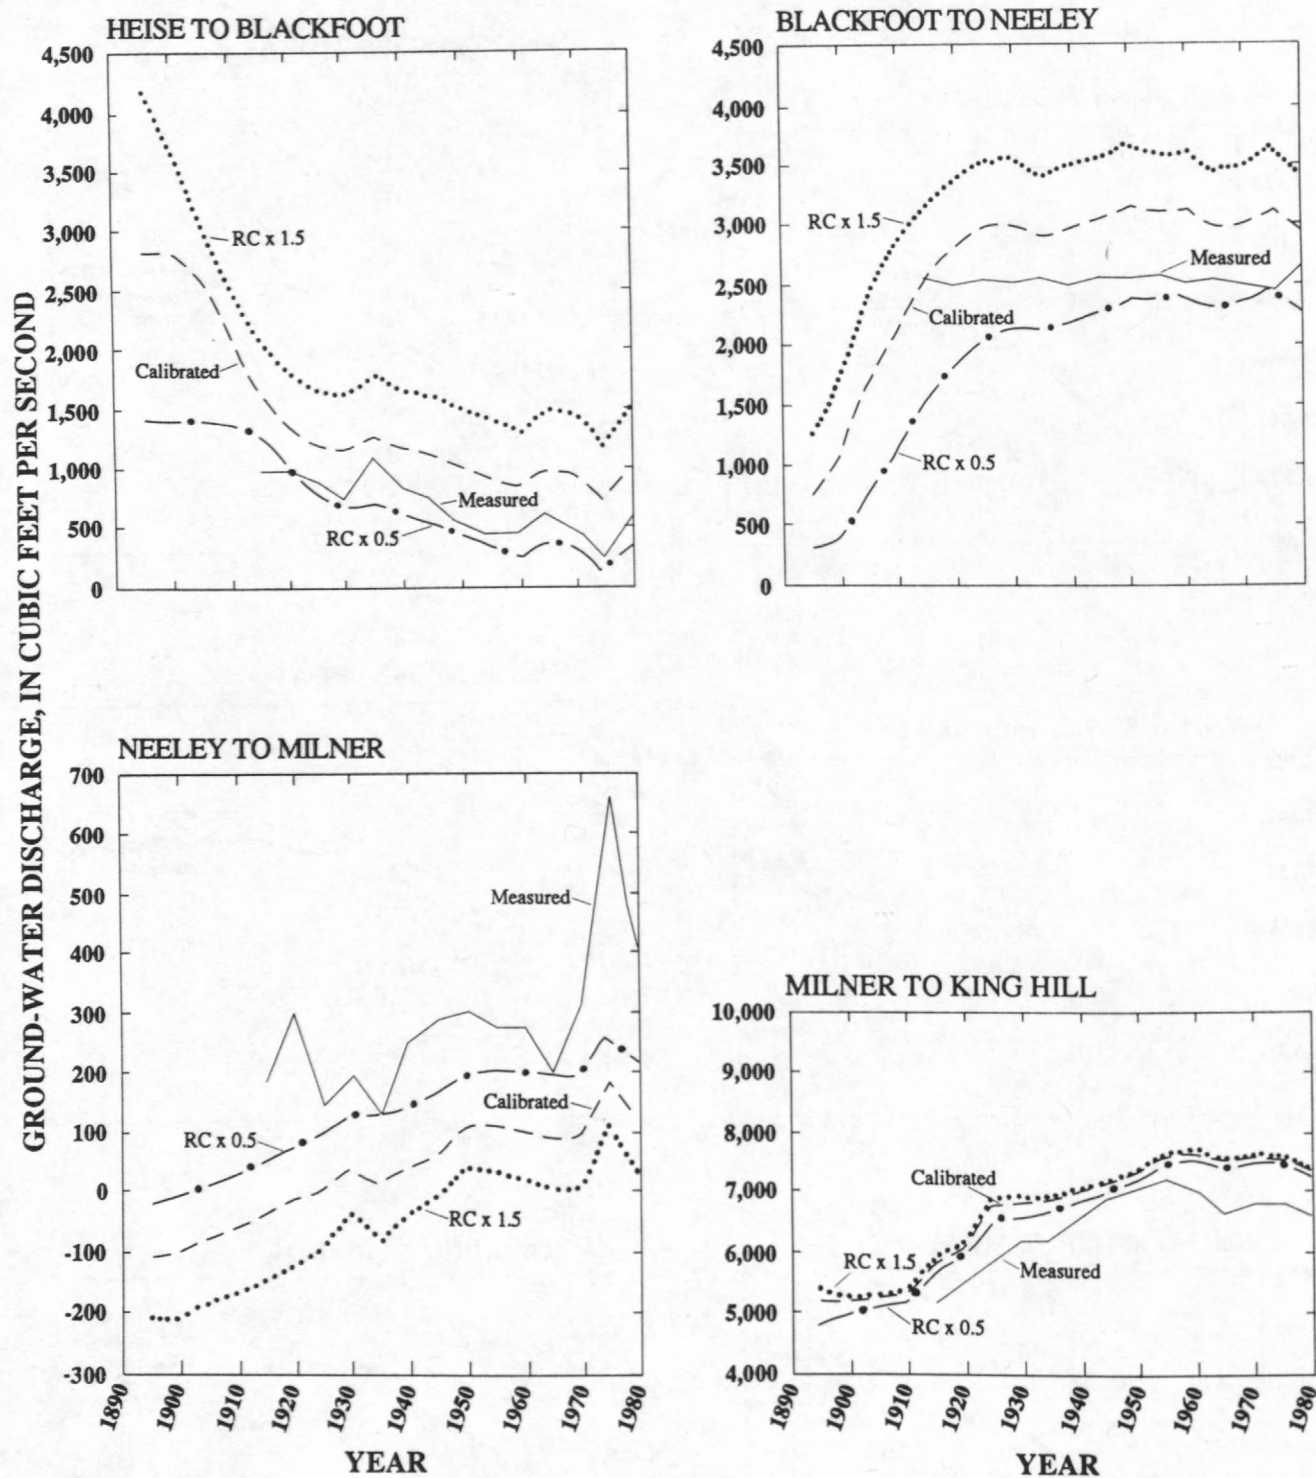 GROUND-WATER DISCHARGE, IN CUBIC FEET PER SECOND
HEISE TO BLACKFOOT
4,500
4,000
3,500
3,000
2,500
2,000
1,500
1,000
500
0
RC x 1.5
Calibrated
Measured
RC x 0.5
BLACKFOOT TO NEELEY
4,500
4,000
3,500
3,000
2,500
2,000
1,500
1,000
500
0
RC x 1.5
Measured
Calibrated
RC x 0.5
NEELEY TO MILNER
700
600
500
400
300
200
100
0
-100
-200
-300
Measured
Calibrated
RC x 0.5
RC x 1.5
1890
1900
1910
1920
1930
1940
1950
1960
1970
1980
YEAR
MILNER TO KING HILL
10,000
9,000
8,000
7,000
6,000
5,000
4,000
Calibrated
RC x 1.5
Measured
RC x 0.5
1890
1900
1910
1920
1930
1940
1950
1960
1970
1980
YEAR